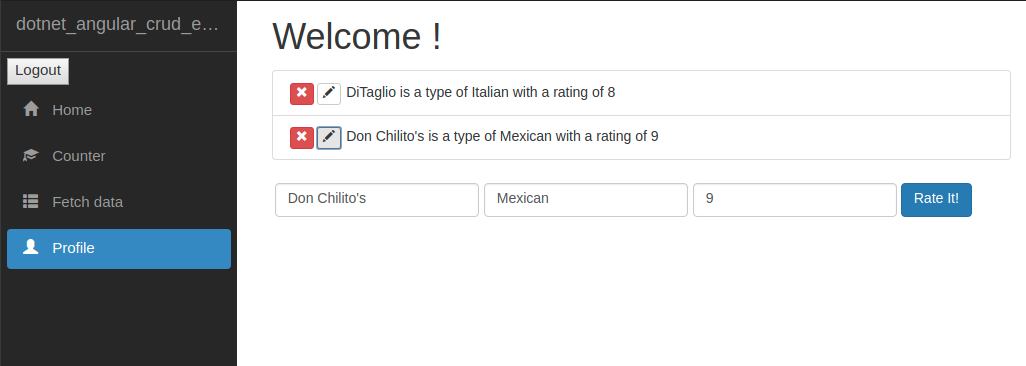 dotnet_angular_crud_e...
Logout
Home
Counter
Fetch data
Profile
Welcome !
DiTaglio is a type of Italian with a rating of 8
Don Chilito's is a type of Mexican with a rating of 9
Don Chilito's Mexican 9 Rate It!